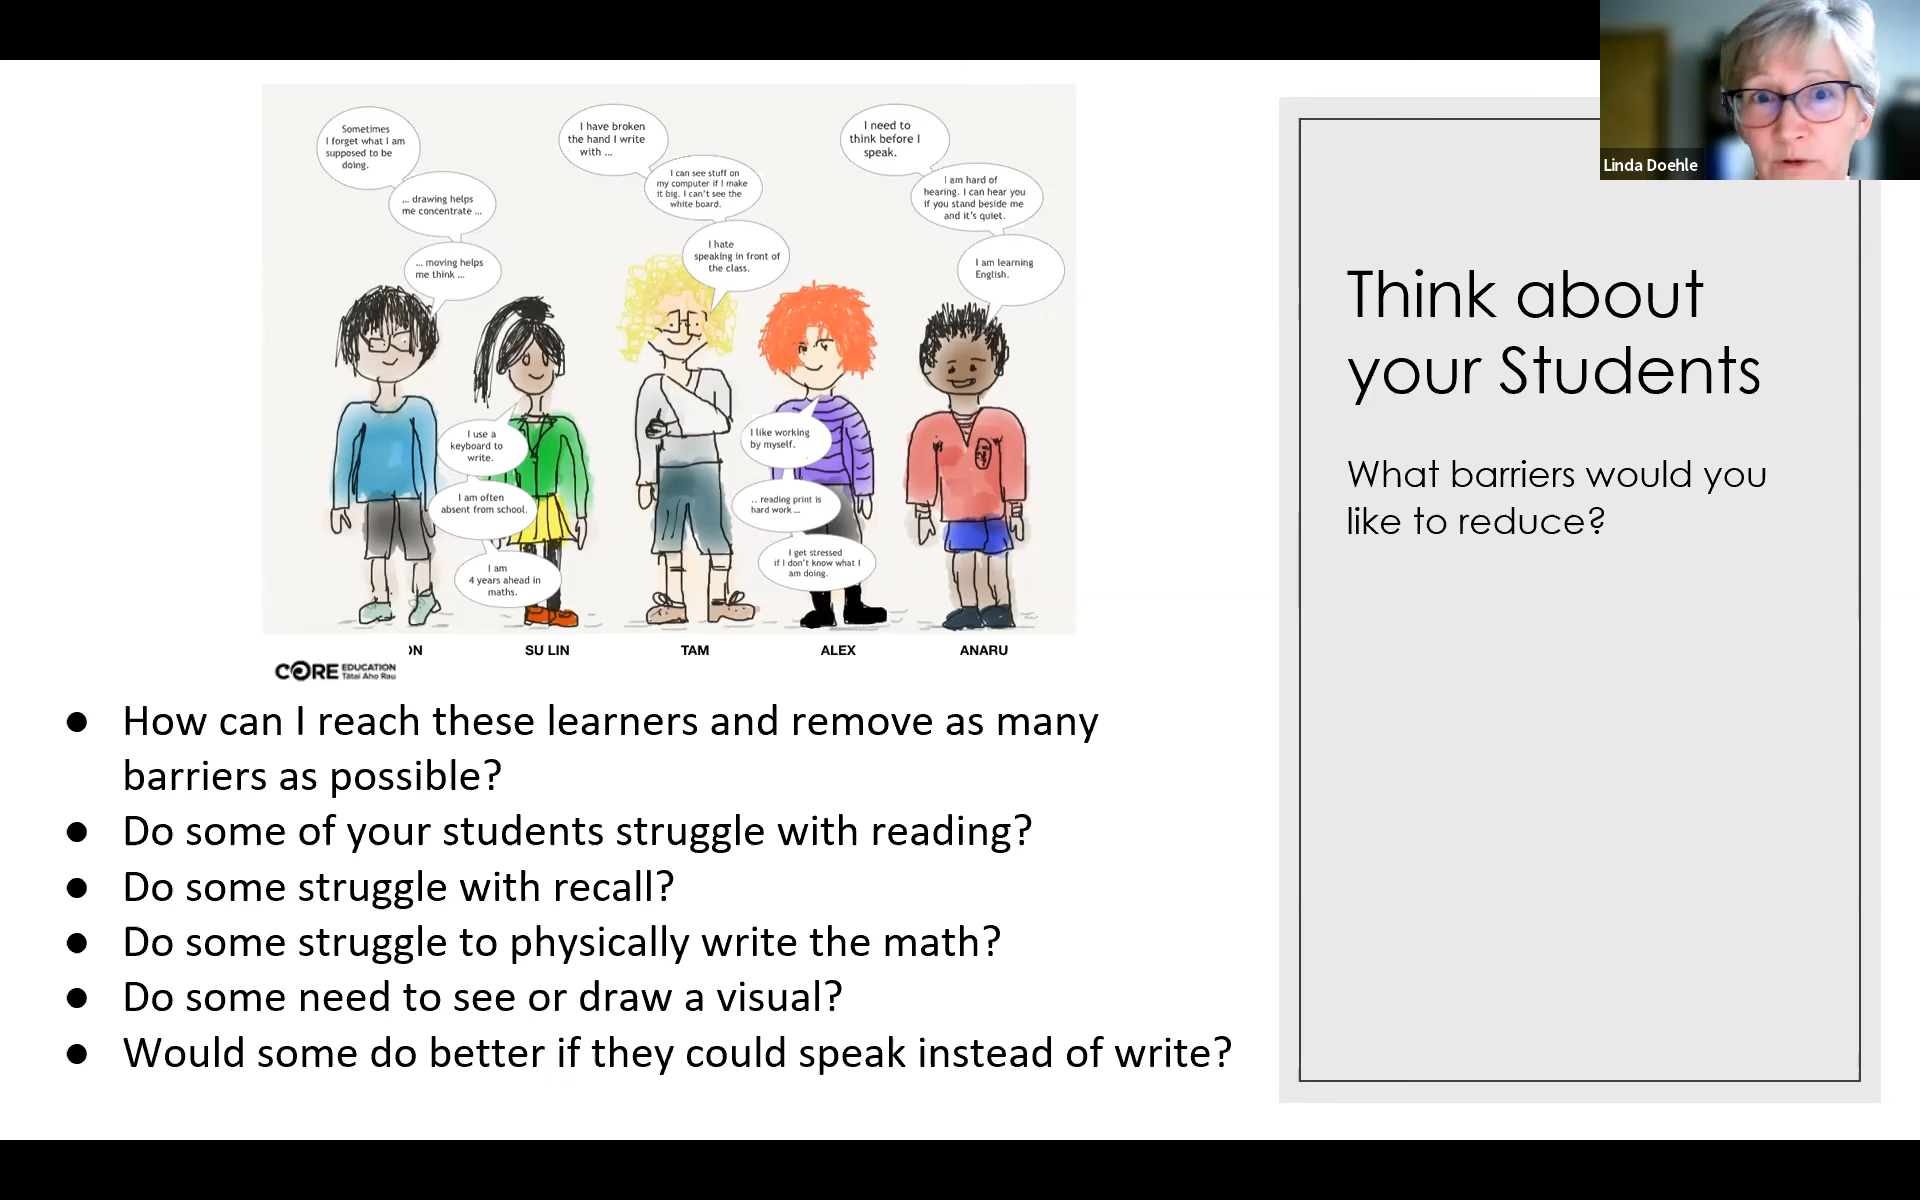 Sometimes
I forget what I am
supposed to be
doing.
... drawing helps
me concentrate ...
... moving helps
me think ...
I use a
keyboard to
write.
I am often
absent from school.
I am
4 years ahead in
maths.
I have broken
the hand I write
with ...
I can see stuff on
my computer if I make
it big. I can't see the
white board.
I hate
speaking in front of
the class.
I like working
by myself.
.. reading print is
hard work ...
I get stressed
if I don't know what I
am doing.
I need to
think before I
speak.
I am hard of
hearing. I can hear you
if you stand beside me
and it's quiet.
I am learning
English.
ON
SU LIN
TAM
ALEX
ANARU
CORE EDUCATION
Tātai Aho Rau
● How can I reach these learners and remove as many
barriers as possible?
● Do some of your students struggle with reading?
● Do some struggle with recall?
● Do some struggle to physically write the math?
● Do some need to see or draw a visual?
● Would some do better if they could speak instead of write?
Think about
your Students
What barriers would you
like to reduce?
Linda Doehle